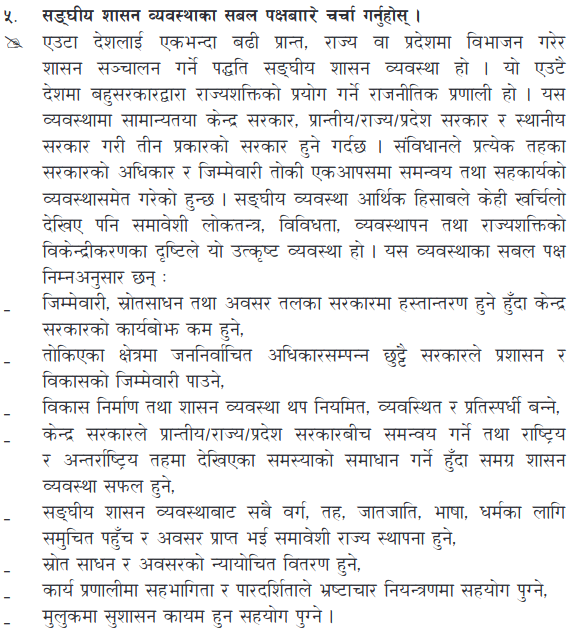 ५. सङ्घीय शासन व्यवस्थाका सबल पक्षबाारे चर्चा गर्नुहोस् ।
एउटा देशलाई एकभन्दा बढी प्रान्त, राज्य वा प्रदेशमा विभाजन गरेर
शासन सञ्चालन गर्ने पद्धति सङ्घीय शासन व्यवस्था हो । यो एउटै
देशमा बहुसरकारद्वारा राज्यशक्तिको प्रयोग गर्ने राजनीतिक प्रणाली हो । यस
व्यवस्थामा सामान्यतया केन्द्र सरकार, प्रान्तीय/राज्य/प्रदेश सरकार र स्थानीय
सरकार गरी तीन प्रकारको सरकार हुने गर्दछ । संविधानले प्रत्येक तहका
सरकारको अधिकार र जिम्मेवारी तोकी एकआपसमा समन्वय तथा सहकार्यको
व्यवस्थासमेत गरेको हुन्छ । सङ्घीय व्यवस्था आर्थिक हिसाबले केही खर्चिलो
देखिए पनि समावेशी लोकतन्त्र, विविधता, व्यवस्थापन तथा राज्यशक्तिको
विकेन्द्रीकरणका दृष्टिले यो उत्कृष्ट व्यवस्था हो । यस व्यवस्थाका सबल पक्ष
निम्नअनुसार छन् :
- जिम्मेवारी, स्रोतसाधन तथा अवसर तलका सरकारमा हस्तान्तरण हुने हुँदा केन्द्र
सरकारको कार्यबोझ कम हुने,
- तोकिएका क्षेत्रमा जननिर्वाचित अधिकारसम्पन्न छुट्टै सरकारले प्रशासन र
विकासको जिम्मेवारी पाउने,
- विकास निर्माण तथा शासन व्यवस्था थप नियमित, व्यवस्थित र प्रतिस्पर्धी बन्ने,
- केन्द्र सरकारले प्रान्तीय/राज्य/प्रदेश सरकारबीच समन्वय गर्ने तथा राष्ट्रिय
र अन्तर्राष्ट्रिय तहमा देखिएका समस्याको समाधान गर्ने हुँदा समग्र शासन
व्यवस्था सफल हुने,
- सङ्घीय शासन व्यवस्थाबाट सबै वर्ग, तह, जातजाति, भाषा, धर्मका लागि
समुचित पहुँच र अवसर प्राप्त भई समावेशी राज्य स्थापना हुने,
- स्रोत साधन र अवसरको न्यायोचित वितरण हुने,
- कार्य प्रणालीमा सहभागिता र पारदर्शिताले भ्रष्टाचार नियन्त्रणमा सहयोग पुग्ने,
- मुलुकमा सुशासन कायम हुन सहयोग पुग्ने ।